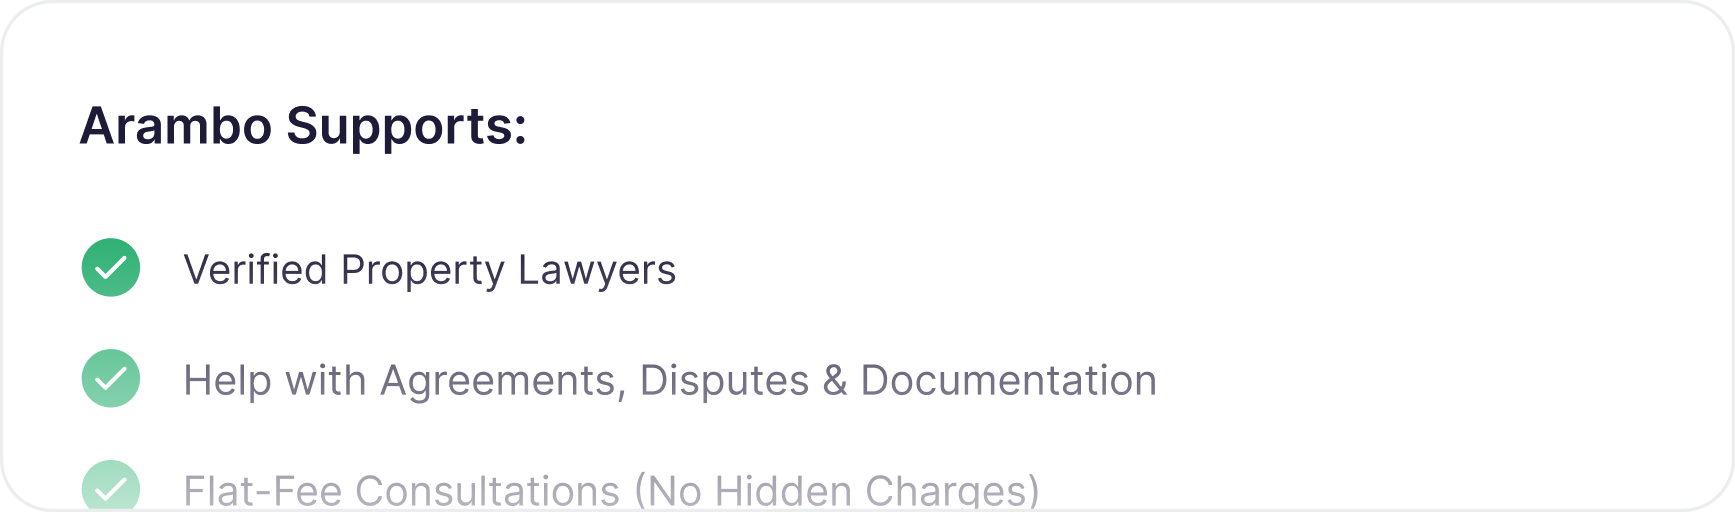 Arambo Supports:
Verified Property Lawyers
Help with Agreements, Disputes & Documentation
Flat-Fee Consultations (No Hidden Charges)